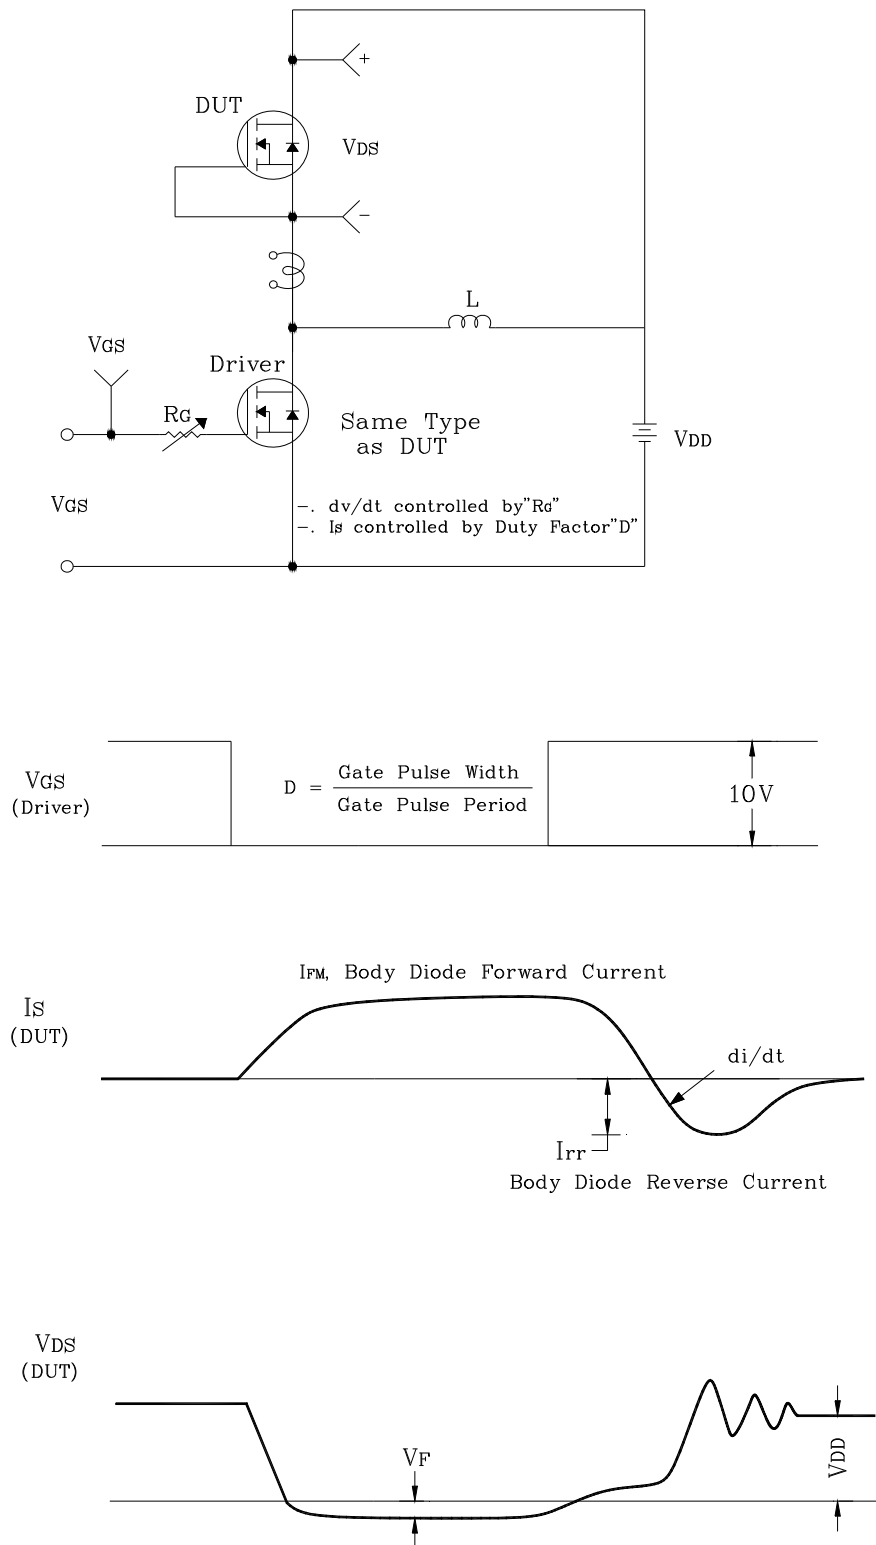 +
DUT
VDS
−
L
VGS
Driver
RG
Same Type
as DUT
VDD
VGS
−. dv/dt controlled by"RG"
−. Is controlled by Duty Factor"D"
VGS
(Driver)
D = Gate Pulse Width
Gate Pulse Period
10V
IFM, Body Diode Forward Current
IS
(DUT)
di/dt
Irr
Body Diode Reverse Current
VDS
(DUT)
VF
VDD